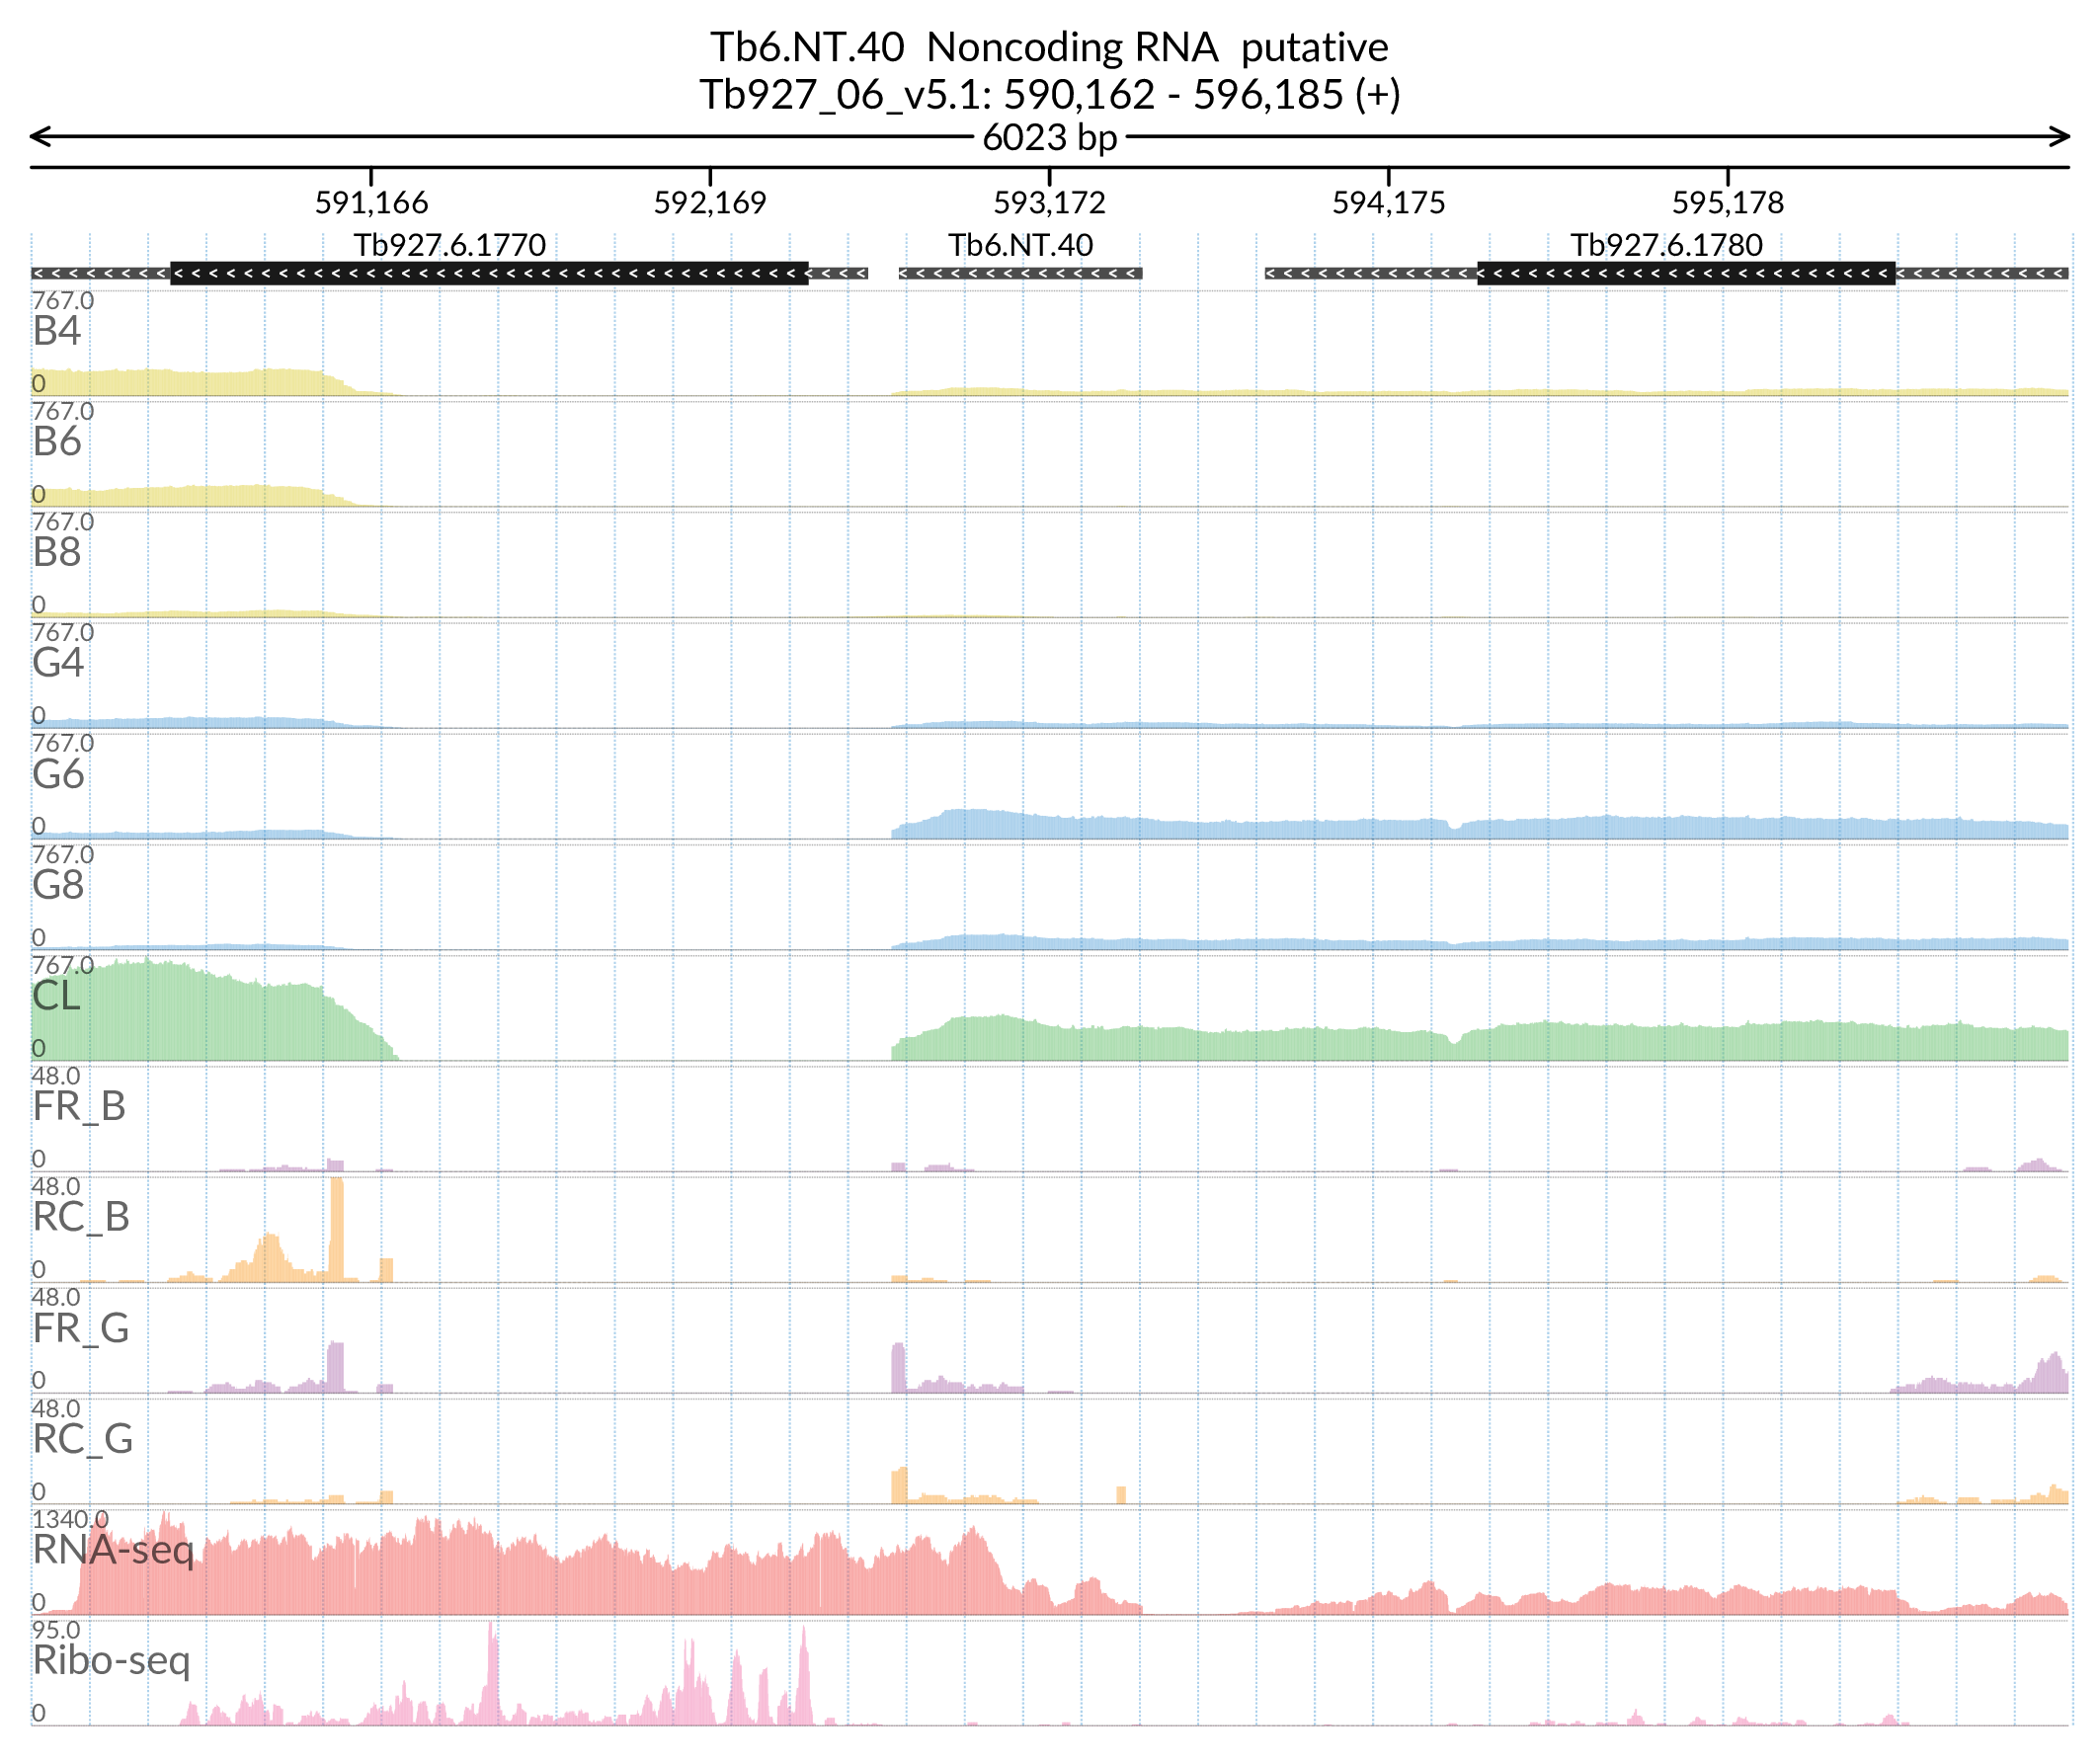 Tb6.NT.40 Noncoding RNA putative
Tb927_06_v5.1: 590,162 - 596,185 (+)
6023 bp
591,166 592,169 593,172 594,175 595,178
Tb927.6.1770 Tb6.NT.40 Tb927.6.1780
767.0
B4
0
767.0
B6
0
767.0
B8
0
767.0
G4
0
767.0
G6
0
767.0
G8
0
767.0
CL
0
48.0
FR_B
0
48.0
RC_B
0
48.0
FR_G
0
48.0
RC_G
0
1340.0
RNA-seq
0
95.0
Ribo-seq
0